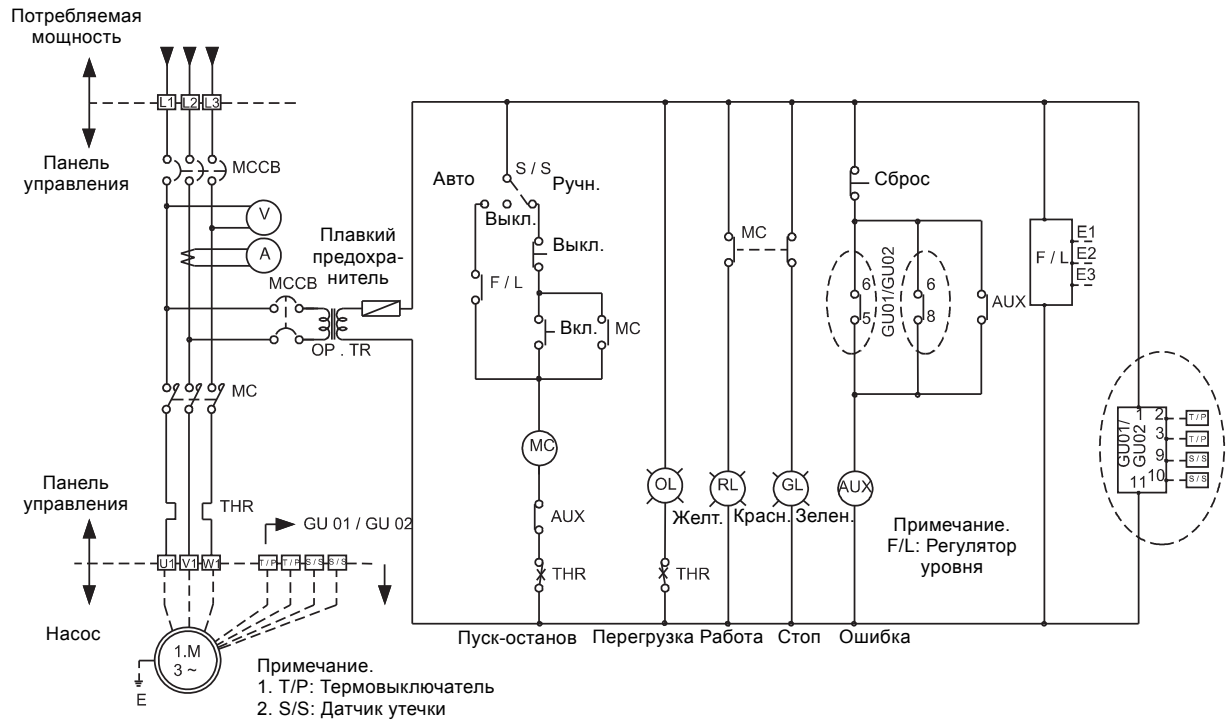 Потребляемая
мощность
L1 L2 L3
Панель
управления
MCCB
V
A
Плавкий
предохра-
нитель
MCCB
OP . TR
MC
Панель
управления
THR
GU 01 / GU 02
U1 V1 W1 T/P T/P S/S S/S
Насос
1.M
3 ~
E
Примечание.
1. T/P: Термовыключатель
2. S/S: Датчик утечки
S / S
Авто
Ручн.
Выкл.
Выкл.
F / L
Вкл.
MC
MC
AUX
THR
Пуск-останов
OL
Желт.
THR
Перегрузка
MC
RL
Красн.
Работа
GL
Зелен.
Стоп
Сброс
6
5
GU01/GU02
6
8
AUX
AUX
Ошибка
F / L
E1
E2
E3
Примечание.
F/L: Регулятор
уровня
GU01/
GU02
1
2 T / P
3 T / P
9 S / S
10 S / S
11